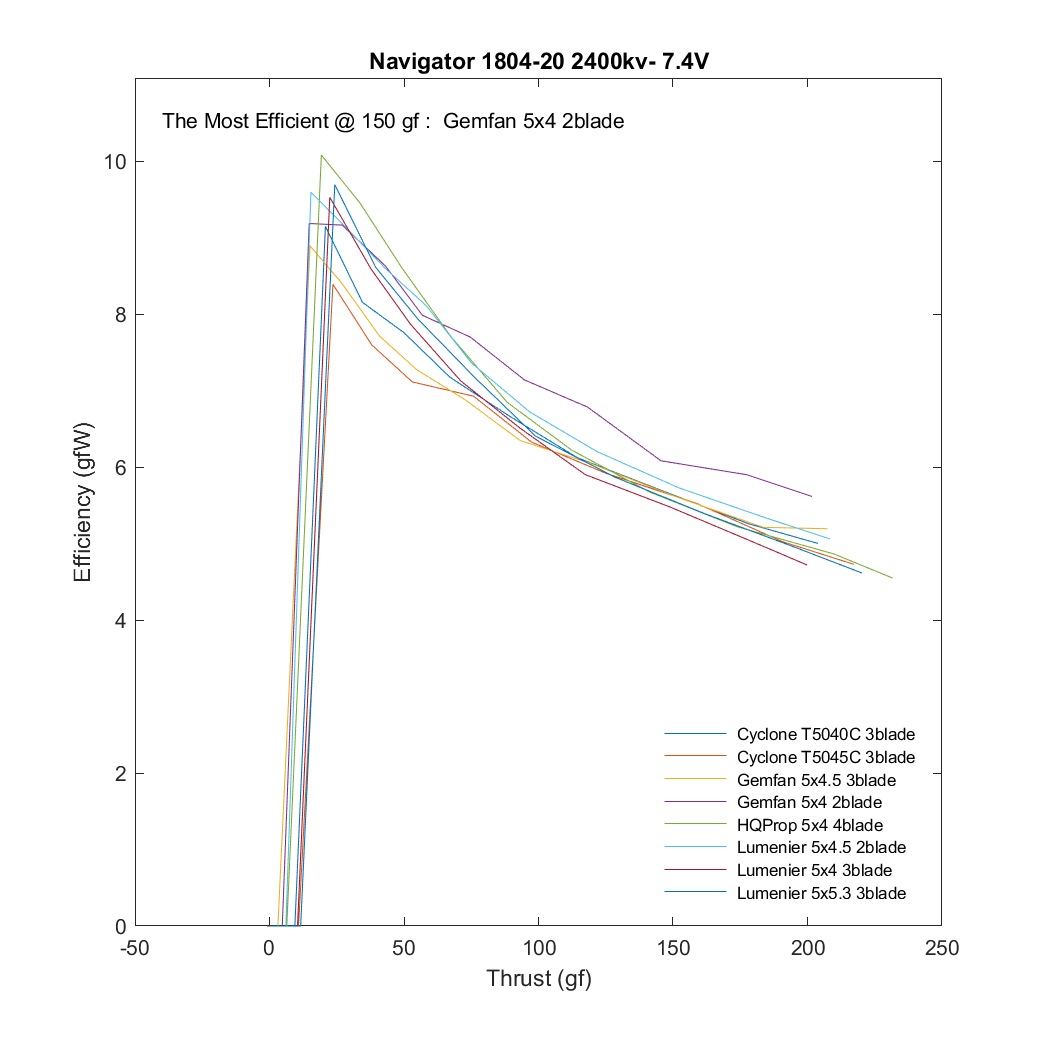 Navigator 1804-20 2400kv- 7.4V
The Most Efficient @ 150 gf :  Gemfan 5x4 2blade
10
8
6
4
2
0
Efficiency (gfW)
Cyclone T5040C 3blade
Cyclone T5045C 3blade
Gemfan 5x4.5 3blade
Gemfan 5x4 2blade
HQProp 5x4 4blade
Lumenier 5x4.5 2blade
Lumenier 5x4 3blade
Lumenier 5x5.3 3blade
-50 0 50 100 150 200 250
Thrust (gf)